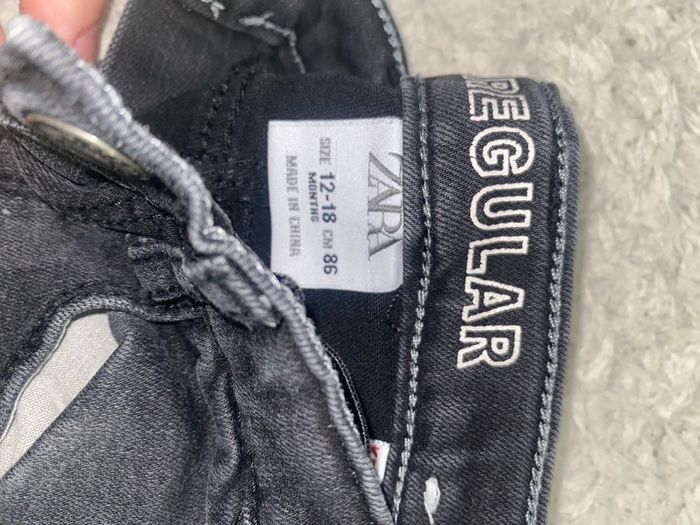 ZARA
SIZE 12-18 CM 86
MONTHS
MADE IN CHINA
REGULAR